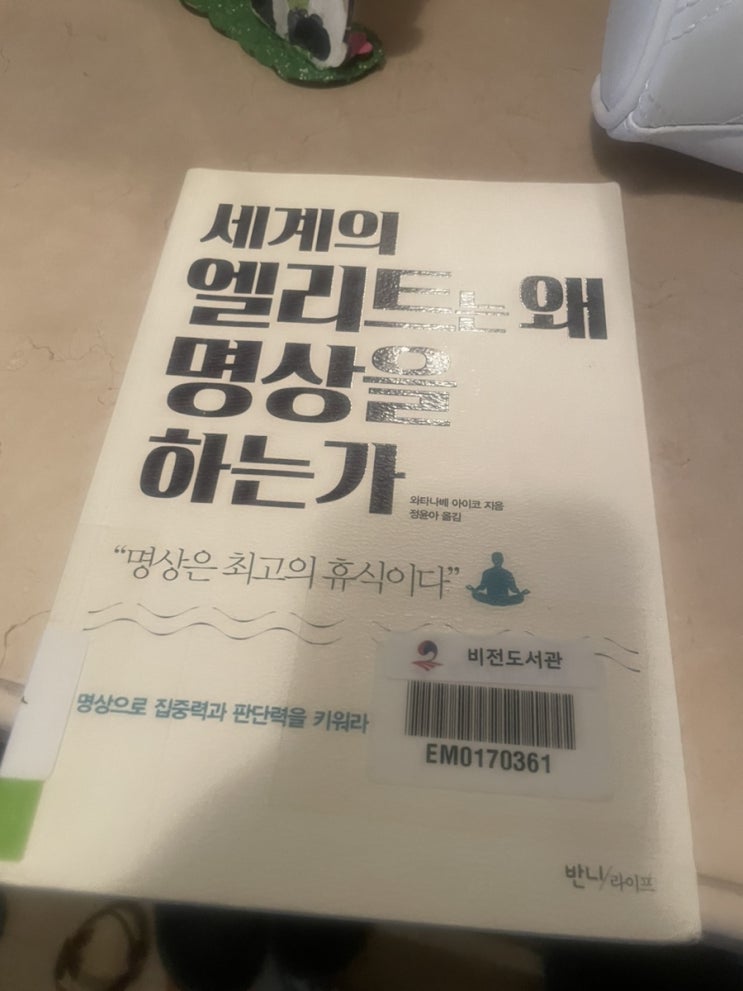 세계의
엘리트는 왜
명상을
하는가
와타나베 아이코 지음
정윤아 옮김
“명상은 최고의 휴식이다”
비전도서관
명상으로 집중력과 판단력을 키워라
EM0170361
반니/라이프